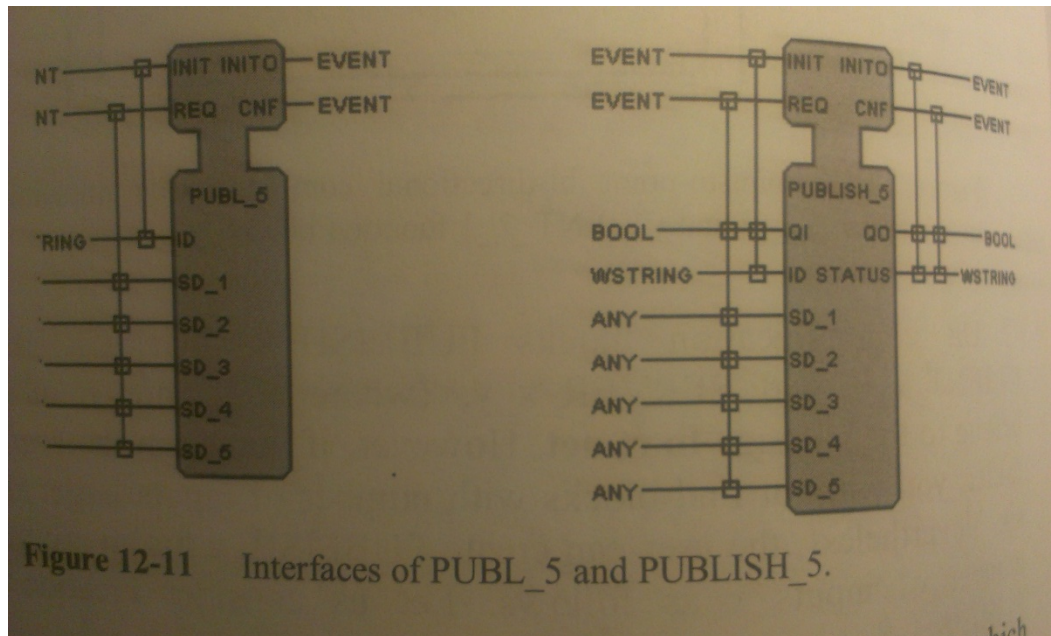 NT
INIT INITO
EVENT
NT
REQ CNF
EVENT
PUBL_5
RING
ID
SD_1
SD_2
SD_3
SD_4
SD_5
EVENT
INIT INITO
EVENT
EVENT
REQ CNF
EVENT
PUBLISH_5
BOOL
QI QO
BOOL
WSTRING
ID STATUS
WSTRING
ANY
SD_1
ANY
SD_2
ANY
SD_3
ANY
SD_4
ANY
SD_5
Figure 12-11 Interfaces of PUBL_5 and PUBLISH_5.